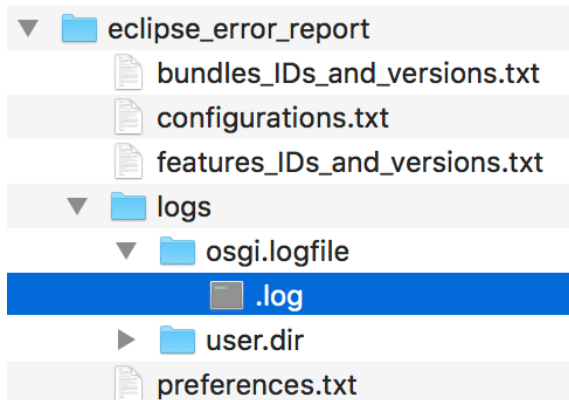 eclipse_error_report
bundles_IDs_and_versions.txt
configurations.txt
features_IDs_and_versions.txt
logs
osgi.logfile
.log
user.dir
preferences.txt